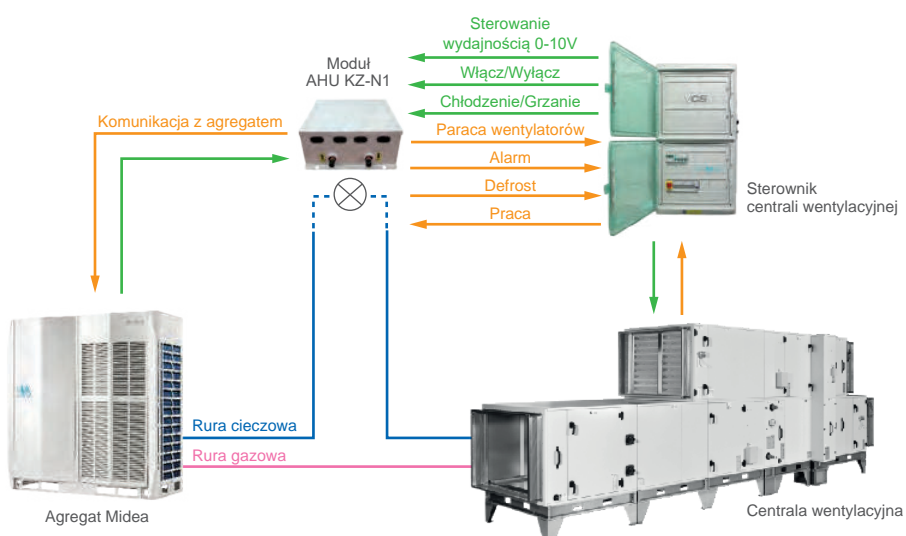 Sterowanie
wydajnością 0-10V
Moduł
AHU KZ-N1
Włącz/Wyłącz
Chłodzenie/Grzanie
Komunikacja z agregatem
Paraca wentylatorów
Alarm
Defrost
Praca
Sterownik
centrali wentylacyjnej
Rura cieczowa
Rura gazowa
Agregat Midea
Centrala wentylacyjna